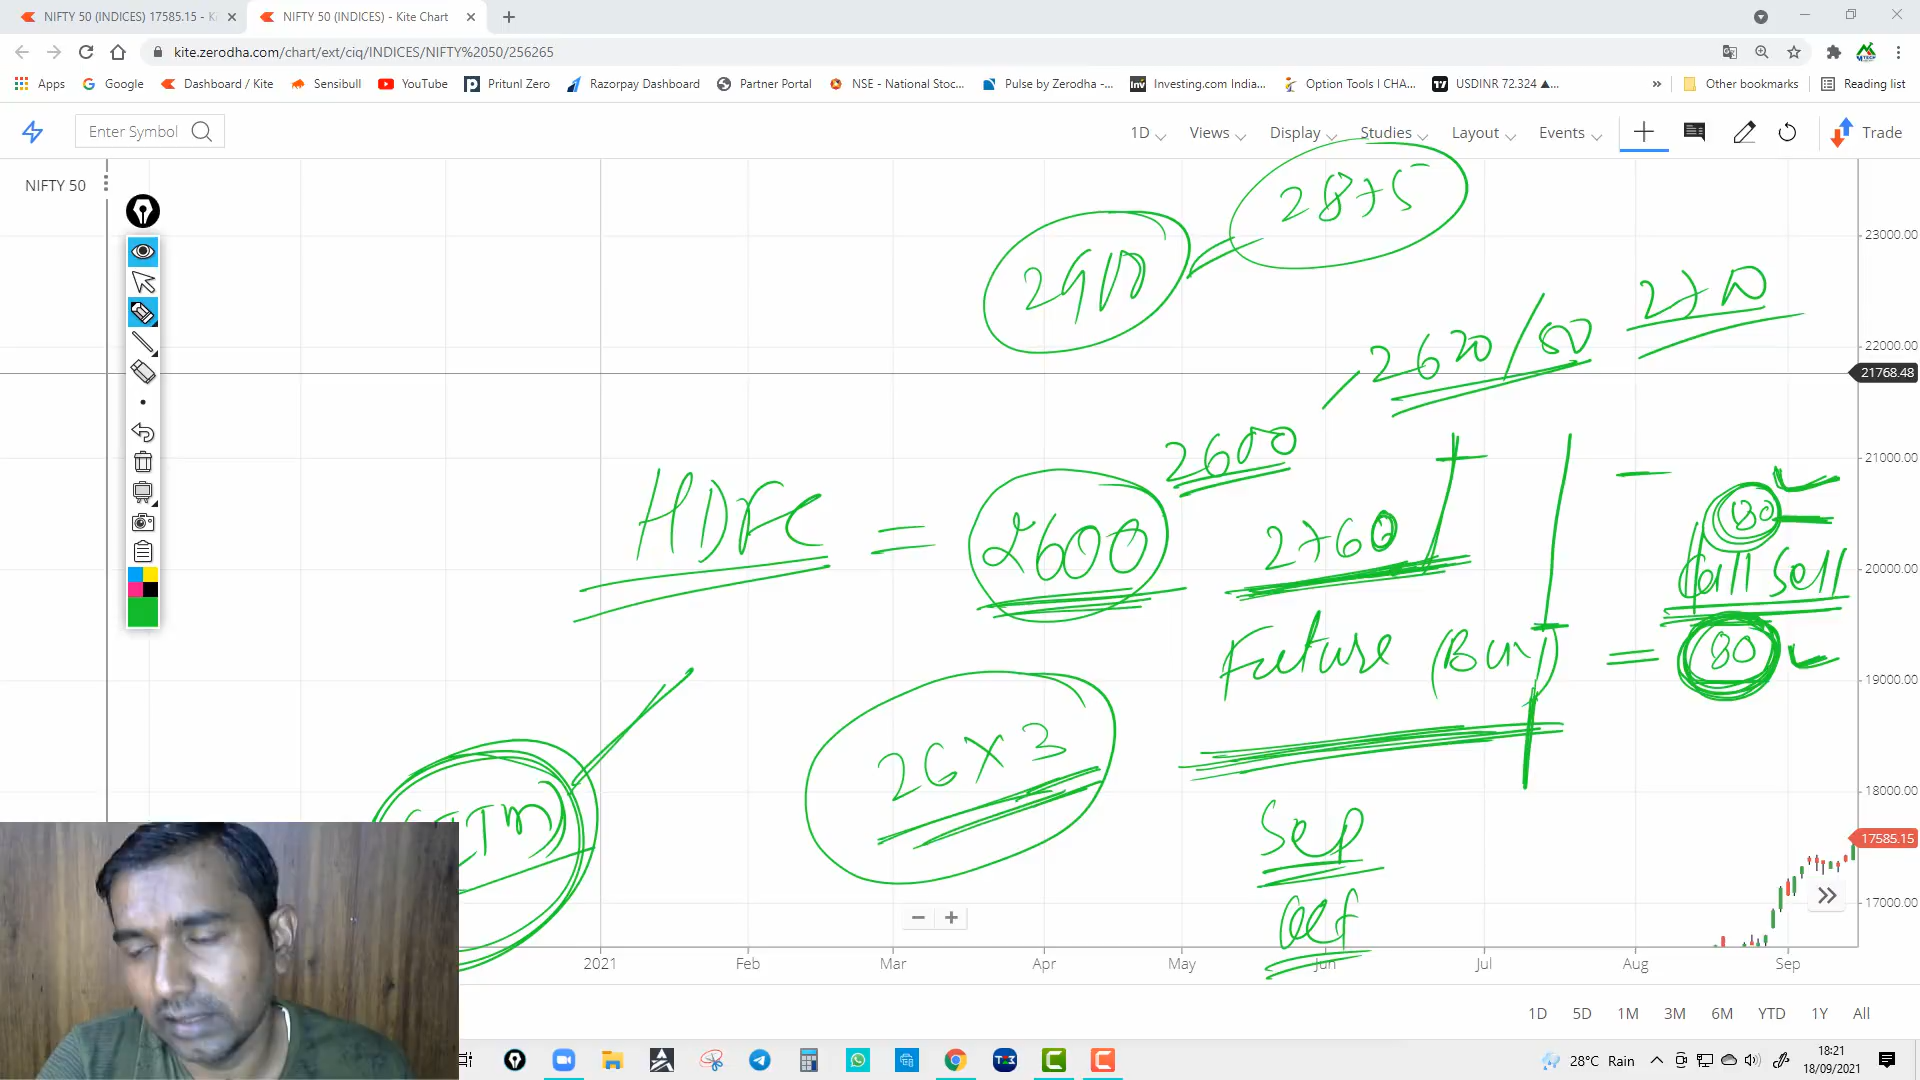 NIFTY 50 (INDICES) 17585.15 - Ki
NIFTY 50 (INDICES) - Kite Chart
kite.zerodha.com/chart/ext/ciq/INDICES/NIFTY%2050/256265
Apps Google Dashboard / Kite Sensibull YouTube Pritunl Zero Razorpay Dashboard Partner Portal NSE - National Stoc... Pulse by Zerodha -... Investing.com India... Option Tools I CHA... USDINR 72.324 ▲... » Other bookmarks Reading list
Enter Symbol 1D Views Display Studies Layout Events Trade
NIFTY 50
2875
2900
23000.00
2700
2620/50
22000.00
21768.48
2600
21000.00
HDFC = 2600
2760
80
20000.00
Call Sell
Future (Buy) = 80
19000.00
26 X 3
18000.00
Sep
17585.15
ITM
Oct
17000.00
2021 Feb Mar Apr May Jun Jul Aug Sep
1D 5D 1M 3M 6M YTD 1Y All
28°C Rain
18:21
18/09/2021